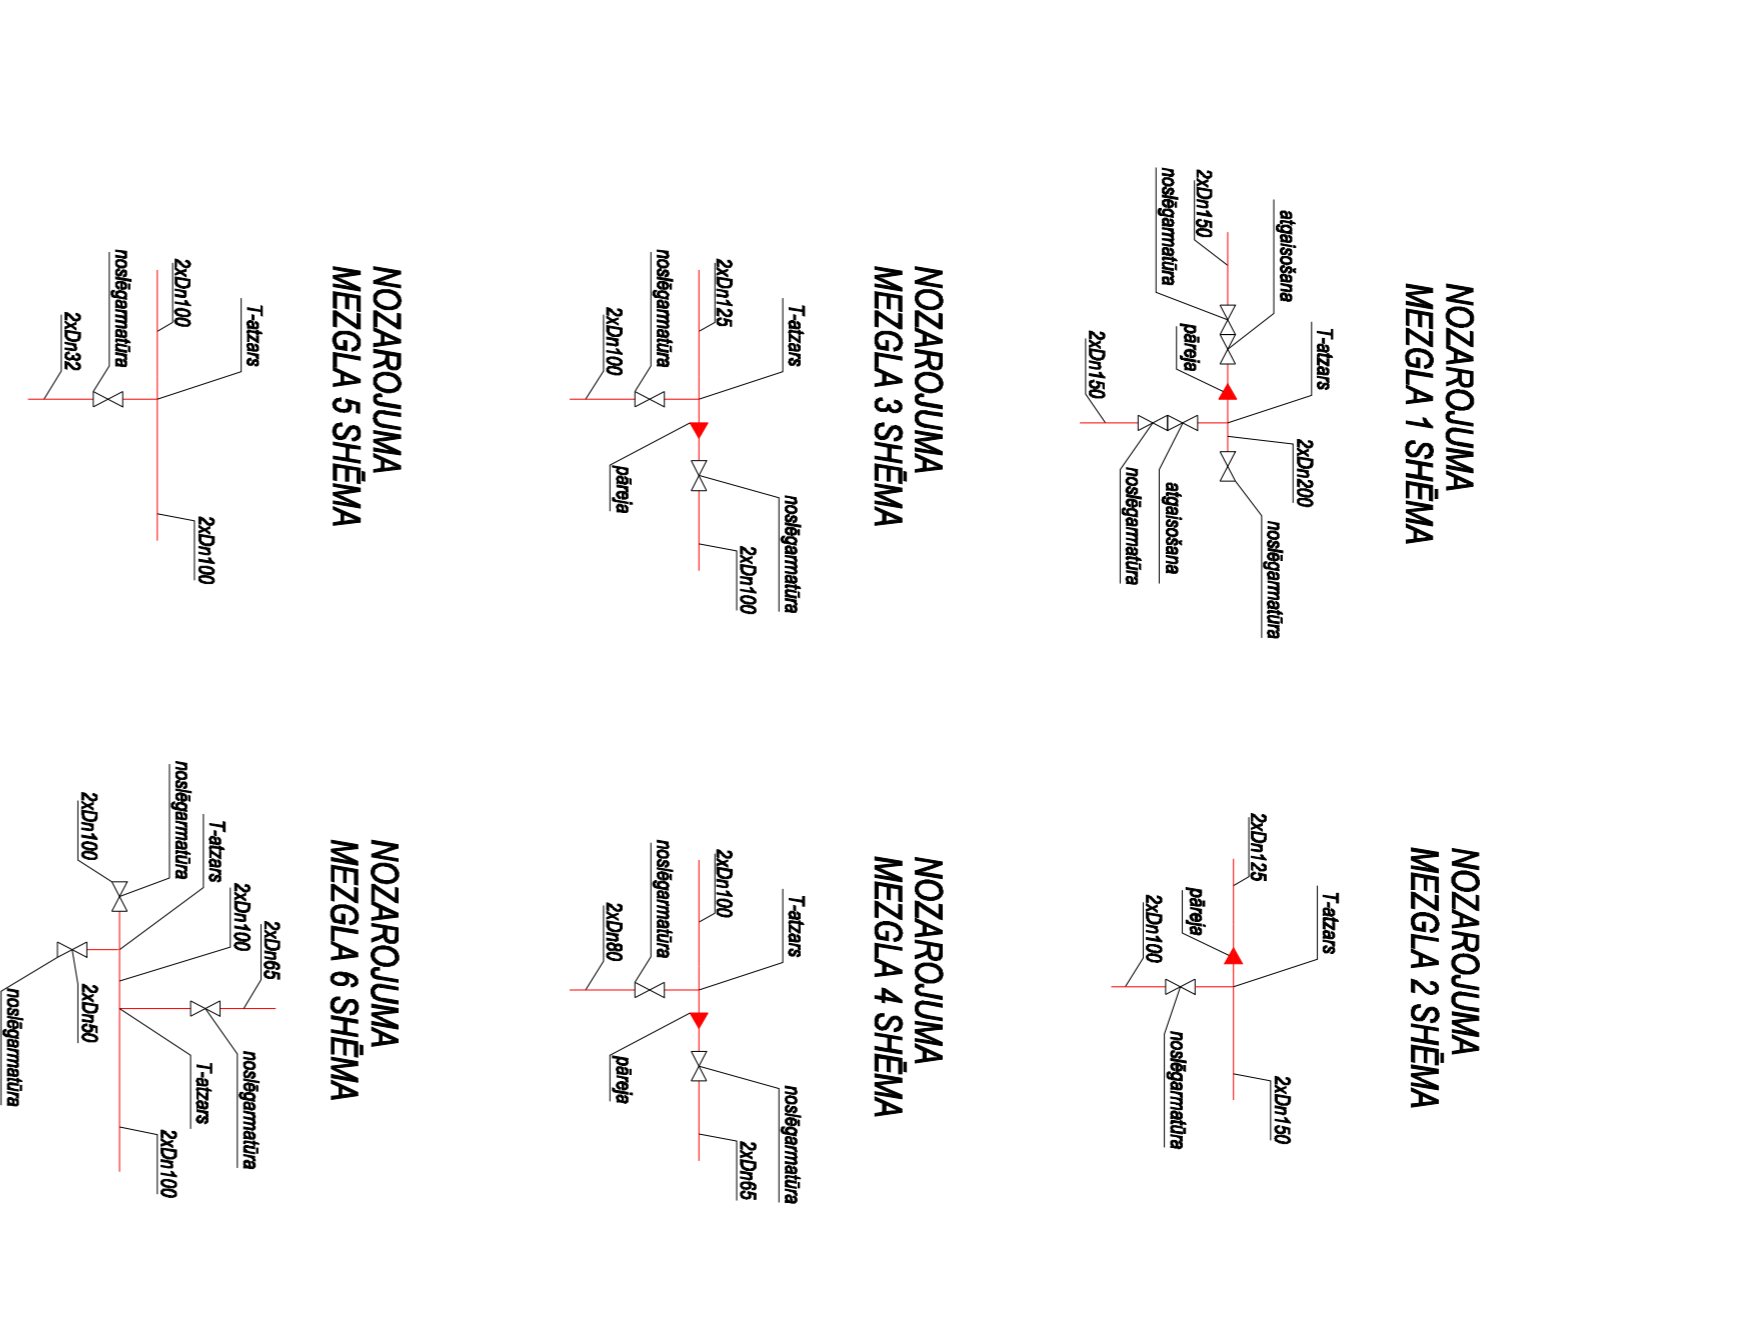 NOZAROJUMA
MEZGLA 1 SHĒMA
atgaisošana
2xDn150
noslēgarmatūra
T-atzars
pāreja
2xDn150
2xDn200
noslēgarmatūra
atgaisošana
noslēgarmatūra
NOZAROJUMA
MEZGLA 2 SHĒMA
2xDn125
T-atzars
pāreja
2xDn100
2xDn150
noslēgarmatūra
NOZAROJUMA
MEZGLA 3 SHĒMA
T-atzars
2xDn125
noslēgarmatūra
2xDn100
noslēgarmatūra
2xDn100
pāreja
NOZAROJUMA
MEZGLA 4 SHĒMA
T-atzars
2xDn100
noslēgarmatūra
2xDn80
noslēgarmatūra
2xDn65
pāreja
NOZAROJUMA
MEZGLA 5 SHĒMA
T-atzars
2xDn100
noslēgarmatūra
2xDn32
2xDn100
NOZAROJUMA
MEZGLA 6 SHĒMA
2xDn65
2xDn100
T-atzars
noslēgarmatūra
2xDn100
noslēgarmatūra
T-atzars
2xDn100
2xDn50
noslēgarmatūra